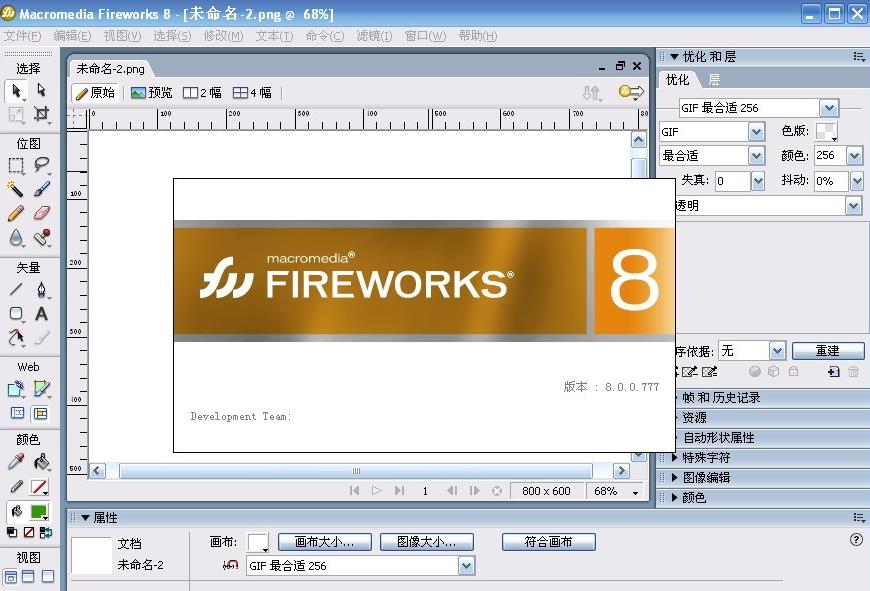 Macromedia Fireworks 8 - [未命名-2.png @ 68%]
文件(F) 编辑(E) 视图(V) 选择(S) 修改(M) 文本(T) 命令(C) 滤镜(I) 窗口(W) 帮助(H)
选择
位图
矢量
Web
颜色
视图
未命名-2.png
原始 预览 2 幅 4 幅
0 100 200 300 400 500 600 700 80
100
200
300
400
500
macromedia®
FIREWORKS®
8
版本 : 8.0.0.777
Development Team:
1 800 x 600 68%
优化 和 层
优化 层
GIF 最合适 256
GIF 色版:
最合适 颜色: 256
失真: 0 抖动: 0%
透明
序依据: 无 重建
帧 和 历史记录
资源
自动形状属性
特殊字符
图像编辑
颜色
属性
文档
未命名-2
画布: 画布大小... 图像大小... 符合画布
GIF 最合适 256